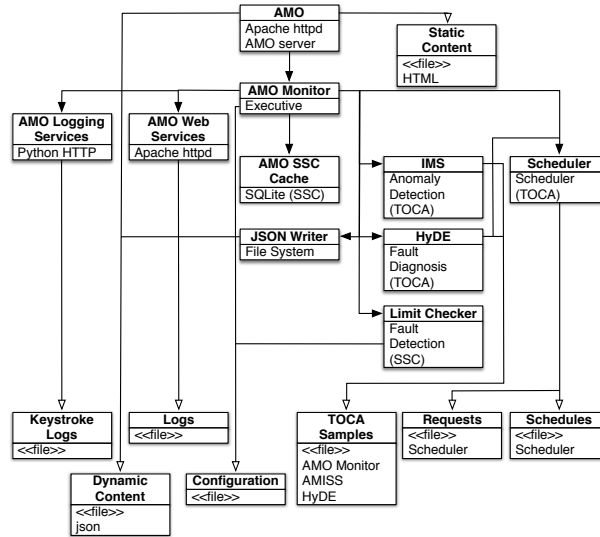 AMO
Apache httpd
AMO server
Static
Content
<<file>>
HTML
AMO Monitor
Executive
AMO Logging
Services
Python HTTP
AMO Web
Services
Apache httpd
AMO SSC
Cache
SQLite (SSC)
IMS
Anomaly
Detection
(TOCA)
Scheduler
Scheduler
(TOCA)
JSON Writer
File System
HyDE
Fault
Diagnosis
(TOCA)
Limit Checker
Fault
Detection
(SSC)
Keystroke
Logs
<<file>>
Logs
<<file>>
TOCA
Samples
<<file>>
AMO Monitor
AMISS
HyDE
Requests
<<file>>
Scheduler
Schedules
<<file>>
Scheduler
Dynamic
Content
<<file>>
json
Configuration
<<file>>